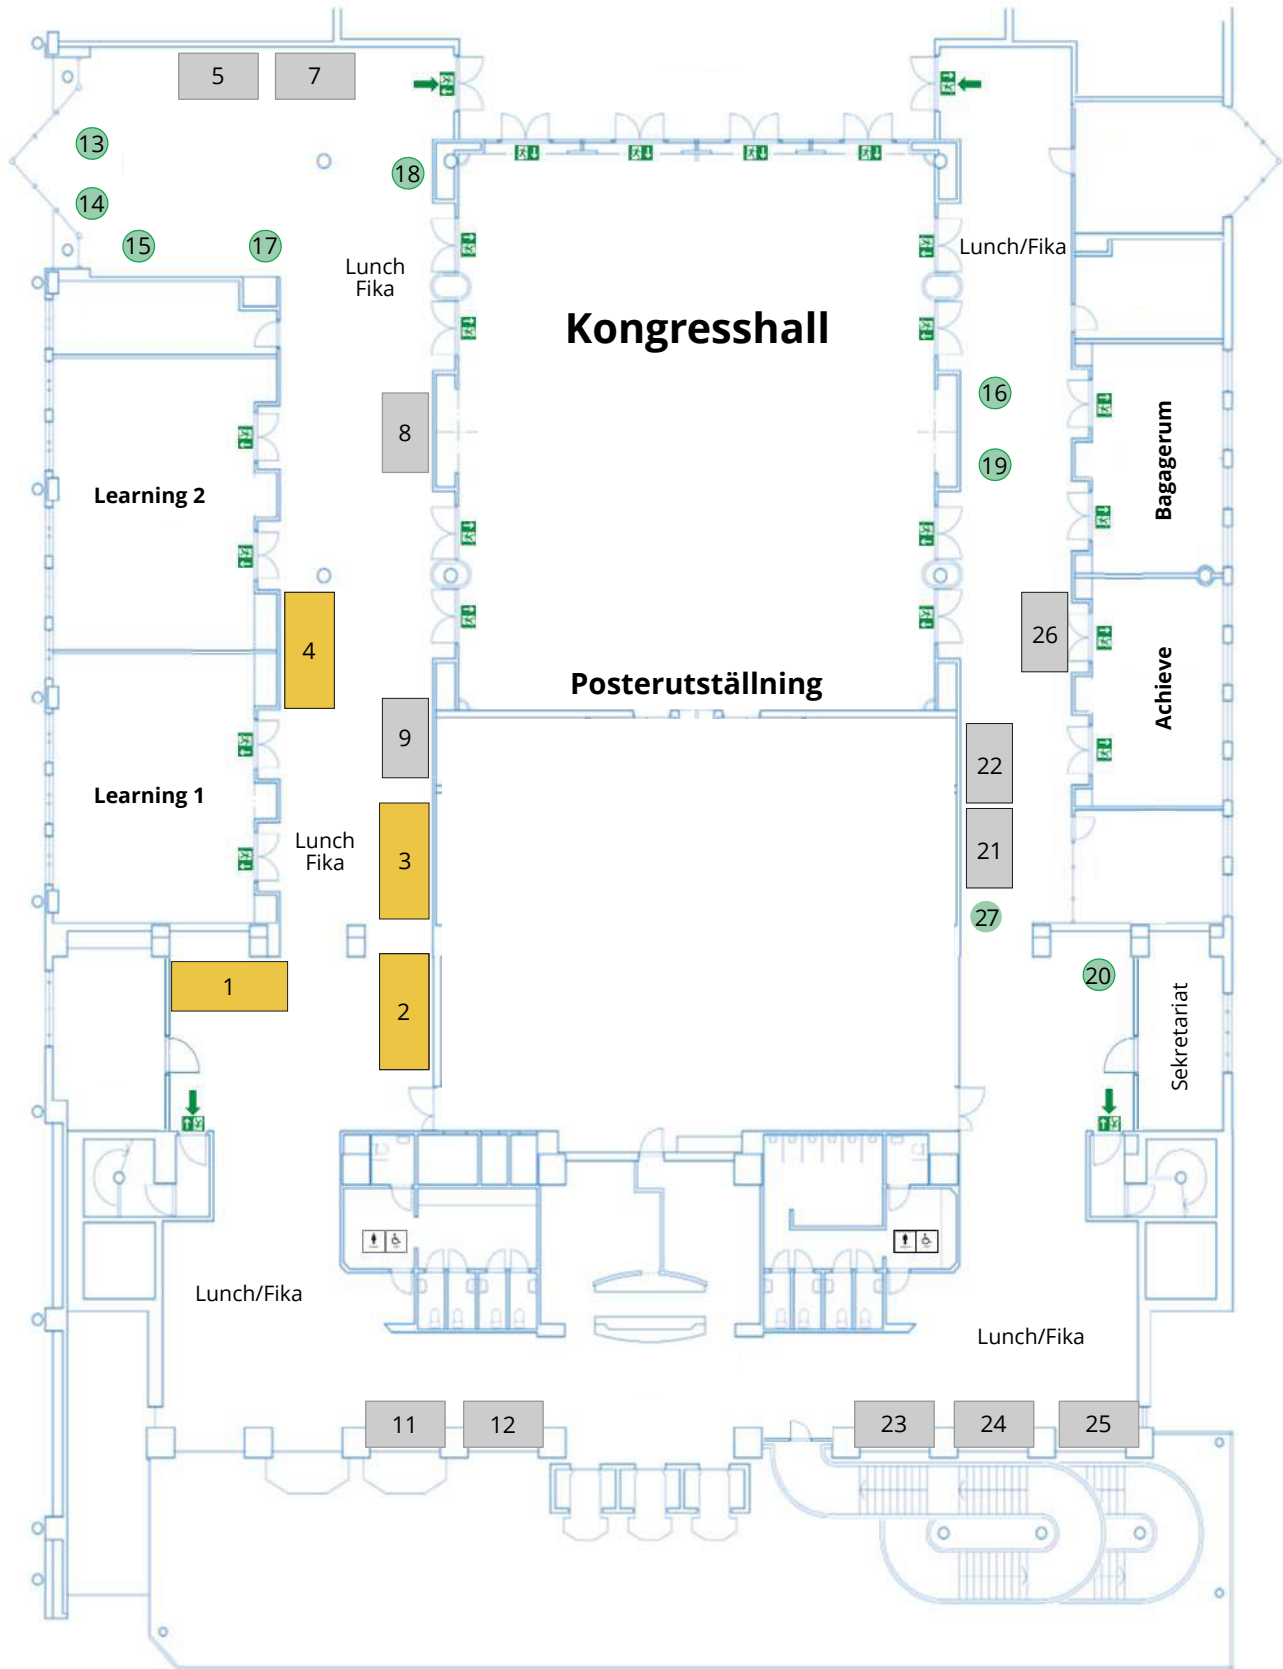 5
7
13
18
14
15
17
Lunch/Fika
Lunch
Fika
Kongresshall
16
8
19
Bagagerum
Learning 2
26
4
Posterutställning
Achieve
9
22
Learning 1
Lunch
Fika
3
21
27
20
1
2
Sekretariat
Lunch/Fika
Lunch/Fika
11
12
23
24
25